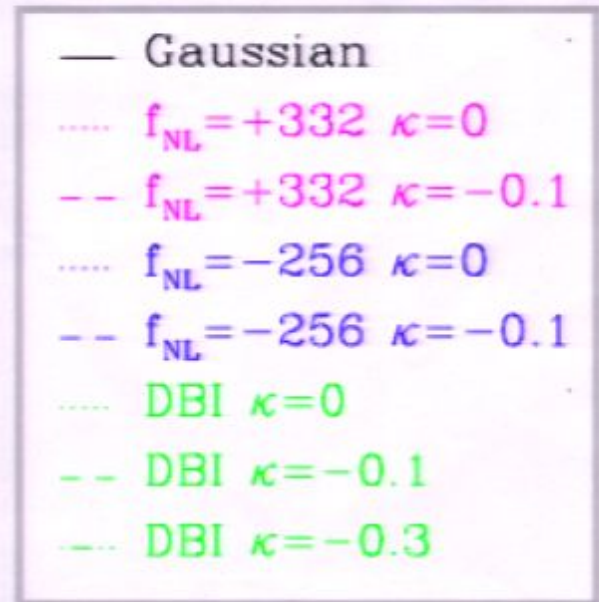 Gaussian
f_NL=+332 κ=0
f_NL=+332 κ=-0.1
f_NL=-256 κ=0
f_NL=-256 κ=-0.1
DBI κ=0
DBI κ=-0.1
DBI κ=-0.3